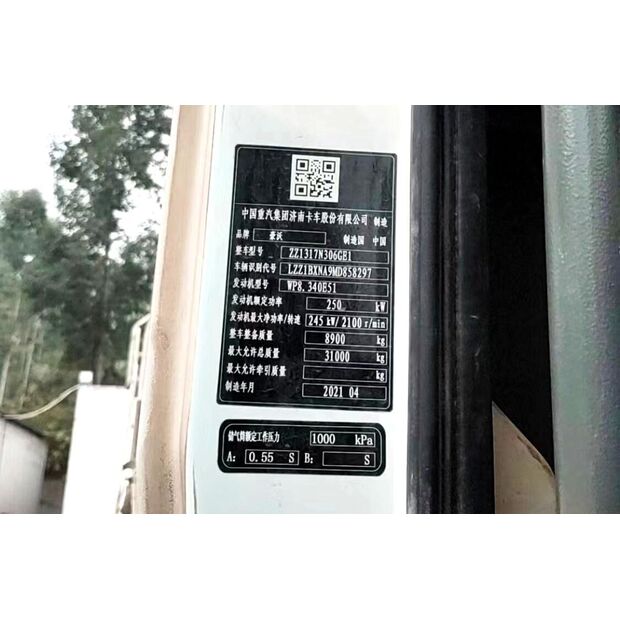 中国重汽集团济南卡车股份有限公司 制造
品牌 豪沃 制造国 中国
整车型号 ZZ1317N306GE1
车辆识别代号 LZZ1BXNA9MD858297
发动机型号 WP8.340E51
发动机额定功率 250 kW
发动机最大净功率/转速 245 kW/2100 r/min
整车整备质量 8900 kg
最大允许总质量 31000 kg
最大允许牵引质量 kg
制造年月 2021 04
储气筒额定工作压力 1000 kPa
A: 0.55 S B: S